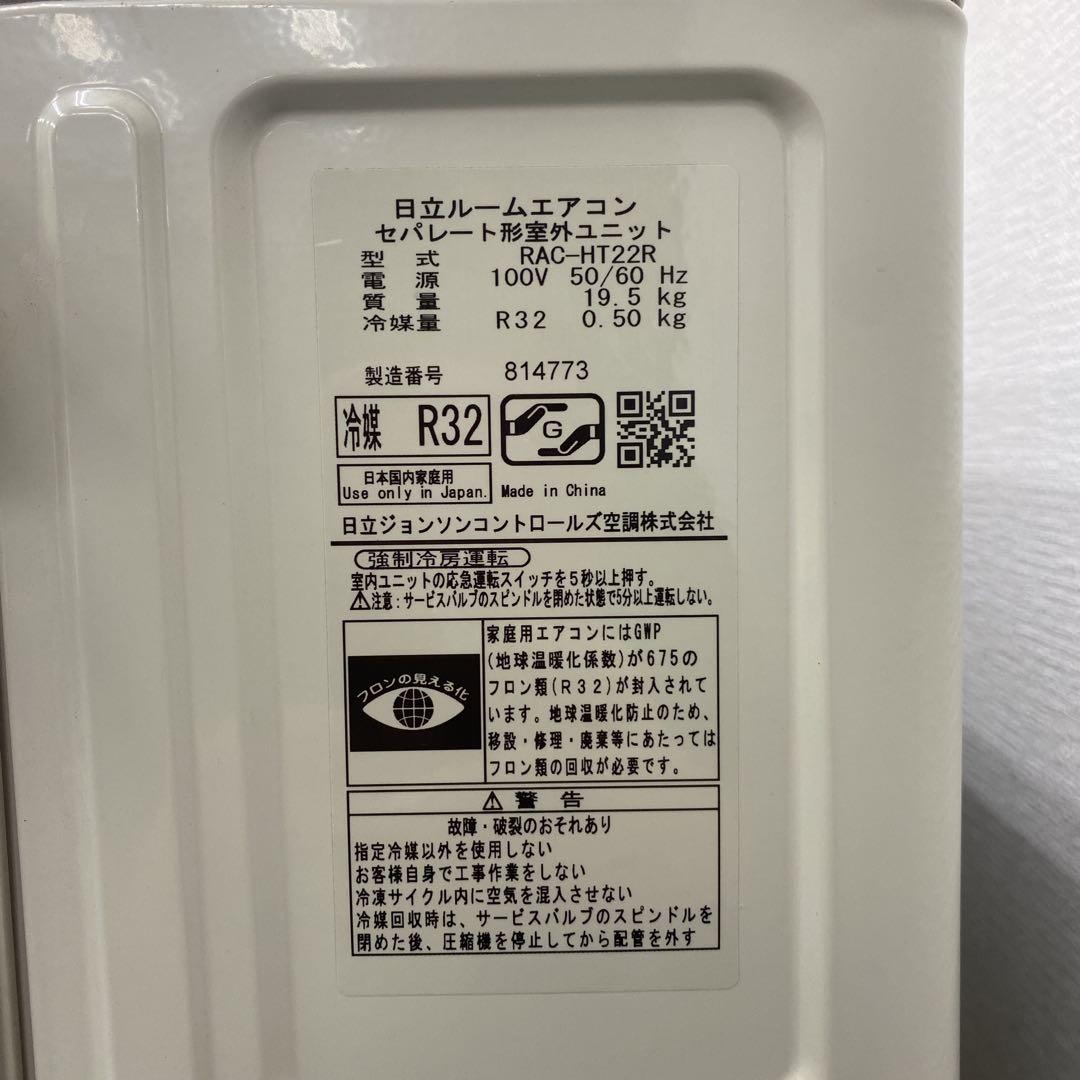 日立ルームエアコン
セパレート形室外ユニット
型 式 RAC-HT22R
電 源 100V 50/60 Hz
質 量 19.5 kg
冷媒量 R32 0.50 kg
製造番号 814773
冷媒 R32
G
日本国内家庭用
Use only in Japan.
Made in China
日立ジョンソンコントロールズ空調株式会社
強制冷房運転
室内ユニットの応急運転スイッチを5秒以上押す。
⚠注意:サービスバルブのスピンドルを閉めた状態で5分以上運転しない。
フロンの見える化
家庭用エアコンにはGWP
(地球温暖化係数)が675の
フロン類(R32)が封入されて
います。地球温暖化防止のため、
移設・修理・廃棄等にあたっては
フロン類の回収が必要です。
⚠ 警 告
故障・破裂のおそれあり
指定冷媒以外を使用しない
お客様自身で工事作業をしない
冷凍サイクル内に空気を混入させない
冷媒回収時は、サービスバルブのスピンドルを
閉めた後、圧縮機を停止してから配管を外す